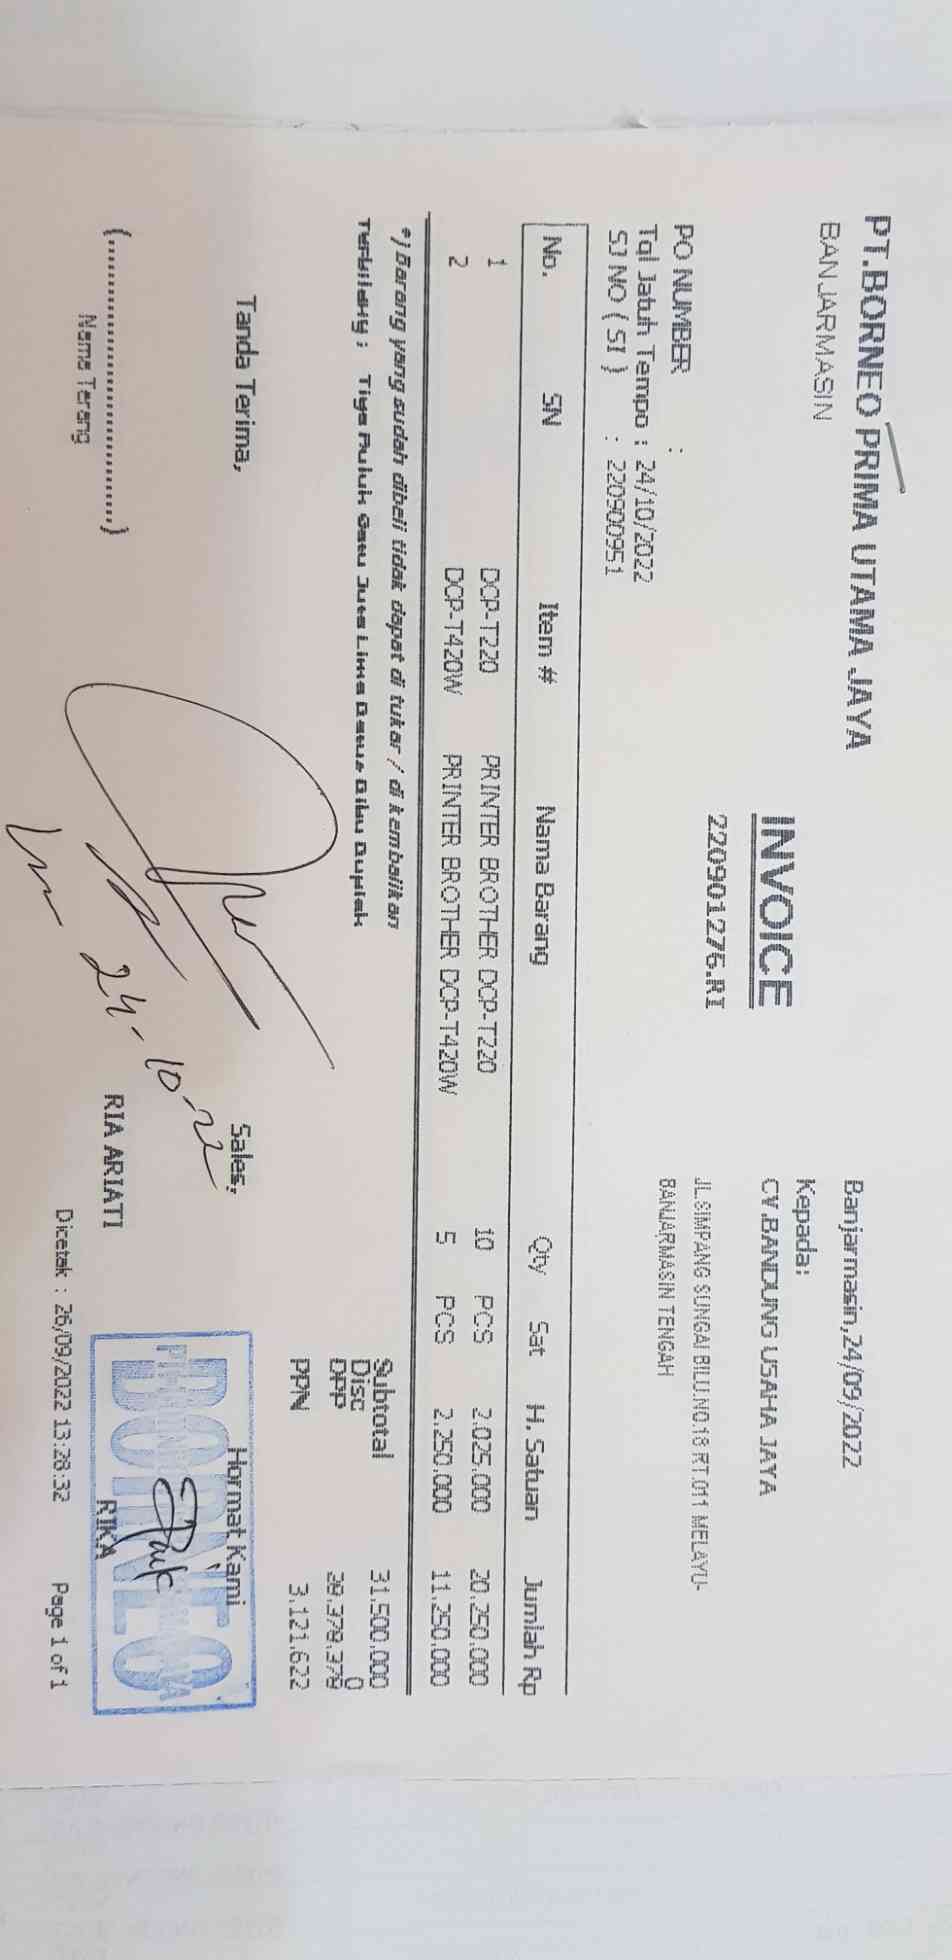 PT.BORNEO PRIMA UTAMA JAYA
BANJARMASIN
INVOICE
220901276.RI
Banjarmasin,24/09/2022
Kepada:
CV.BANDUNG USAHA JAYA
JL.SIMPANG SUNGAI BILU.NO.18 RT.011 MELAYU-
BANJARMASIN TENGAH
PO NUMBER :
Tgl Jatuh Tempo : 24/10/2022
SJ NO ( SI ) : 220900951
No. SN Item # Nama Barang Qty Sat H. Satuan Jumlah Rp
1 DCP-T220 PRINTER BROTHER DCP-T220 10 PCS 2.025.000 20.250.000
2 DCP-T420W PRINTER BROTHER DCP-T420W 5 PCS 2.250.000 11.250.000
*) Barang yang sudah dibeli tidak dapat di tukar / di kembalikan
Terbilang : Tiga Puluh Satu Juta Lima Ratus Ribu Rupiah
Subtotal 31.500.000
Disc 0
DPP 28.378.378
PPN 3.121.622
Tanda Terima,
Sales,
Hormat Kami
BORNEO
24-10-22
(..............................)
Nama Terang
RIA ARIATI
RIKA
Dicetak : 26/09/2022 13:28:32 Page 1 of 1